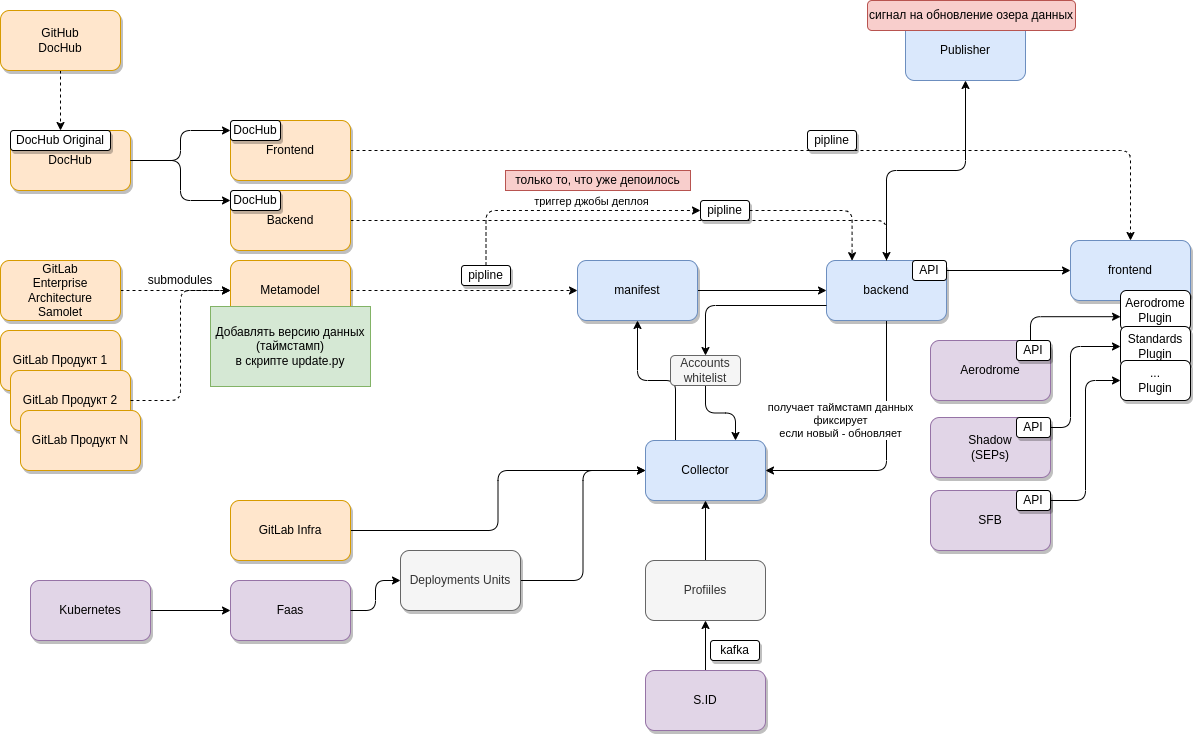 сигнал на обновление озера данных
Publisher
GitHub
DocHub
DocHub Original
DocHub
DocHub
Frontend
pipline
DocHub
Backend
только то, что уже депоилось
триггер джобы деплоя
pipline
GitLab
Enterprise
Architecture
Samolet
submodules
Metamodel
pipline
manifest
backend
API
frontend
Добавлять версию данных
(таймстамп)
в скрипте update.py
GitLab Продукт 1
GitLab Продукт 2
GitLab Продукт N
Accounts
whitelist
Aerodrome
Plugin
Standards
Plugin
...
Plugin
API
Aerodrome
получает таймстамп данных
фиксирует
если новый - обновляет
API
Shadow
(SEPs)
Collector
API
SFB
GitLab Infra
Deployments Units
Kubernetes
Faas
Profiiles
kafka
S.ID